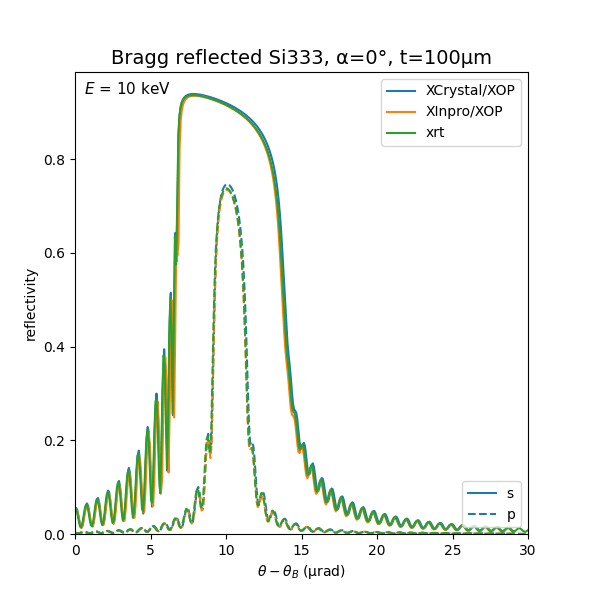 Bragg reflected Si333, α=0°, t=100μm
E = 10 keV
XCrystal/XOP
XInpro/XOP
xrt
reflectivity
0.8
0.6
0.4
0.2
0.0
s
p
0 5 10 15 20 25 30
θ − θ_B (μrad)